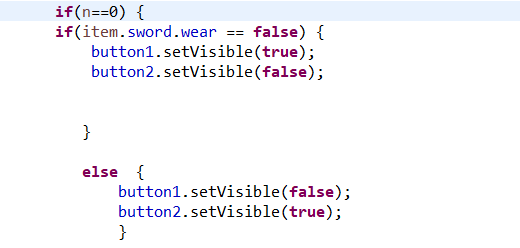 if(n==0) {
if(item.sword.wear == false) {
button1.setVisible(true);
button2.setVisible(false);
}
else  {
button1.setVisible(false);
button2.setVisible(true);
}